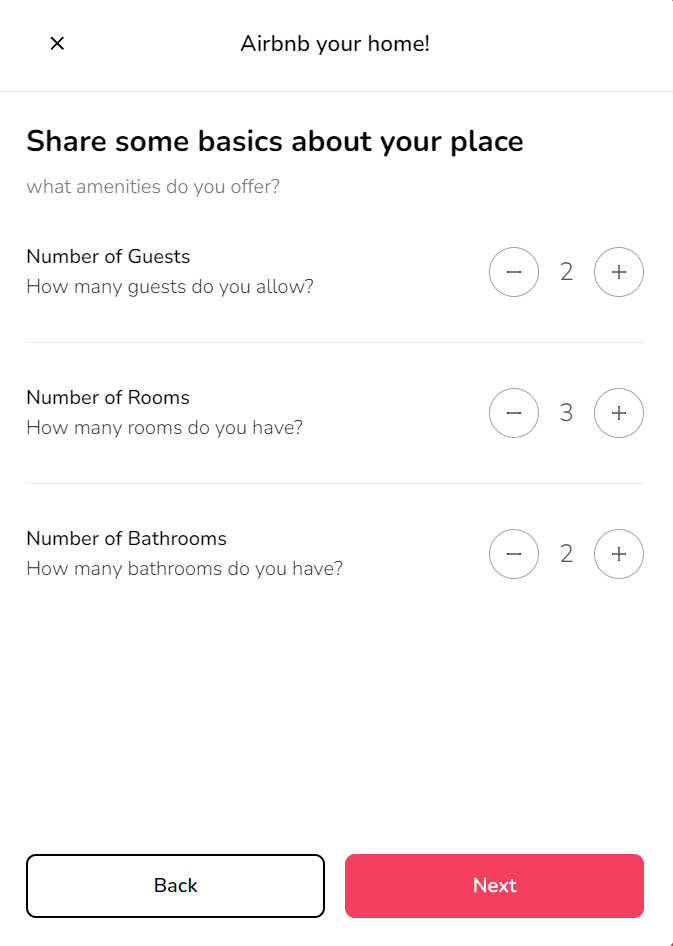 Airbnb your home!
Share some basics about your place
what amenities do you offer?
Number of Guests
How many guests do you allow?
2
Number of Rooms
How many rooms do you have?
3
Number of Bathrooms
How many bathrooms do you have?
2
Back
Next